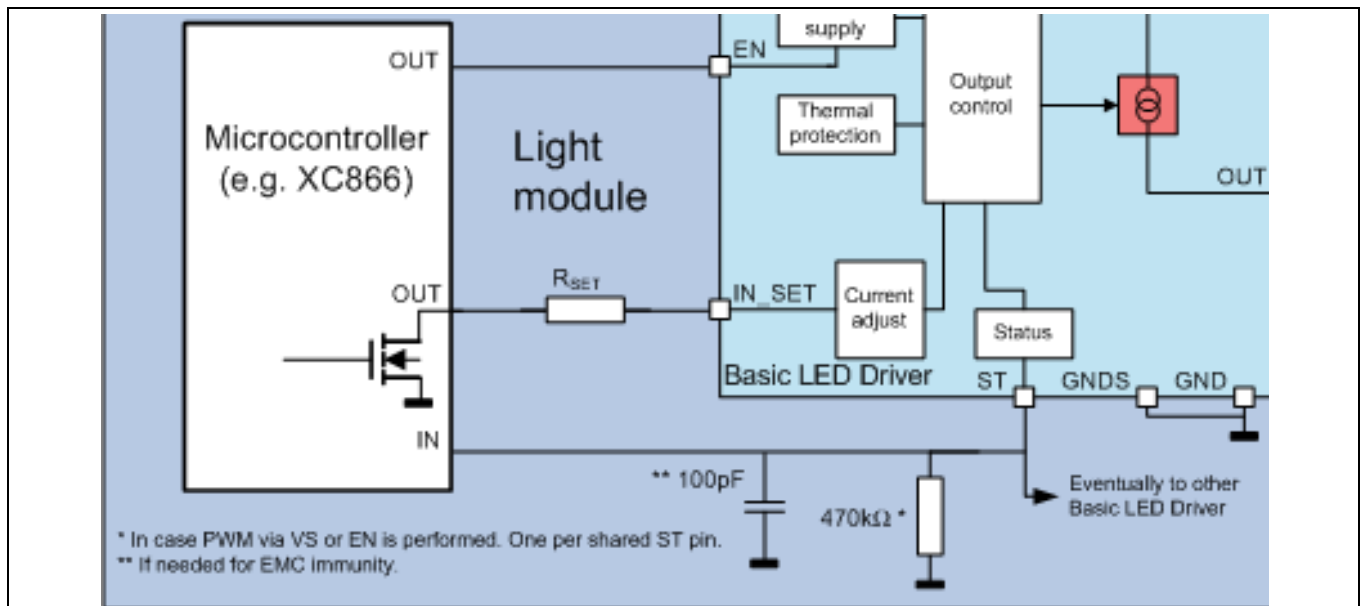 supply
OUT
EN
Output
control
Thermal
protection
Microcontroller
(e.g. XC866)
Light
module
OUT
OUT
RSET
IN_SET
Current
adjust
Status
Basic LED Driver
ST
GNDS
GND
IN
** 100pF
470kΩ *
Eventually to other
Basic LED Driver
* In case PWM via VS or EN is performed. One per shared ST pin.
** If needed for EMC immunity.